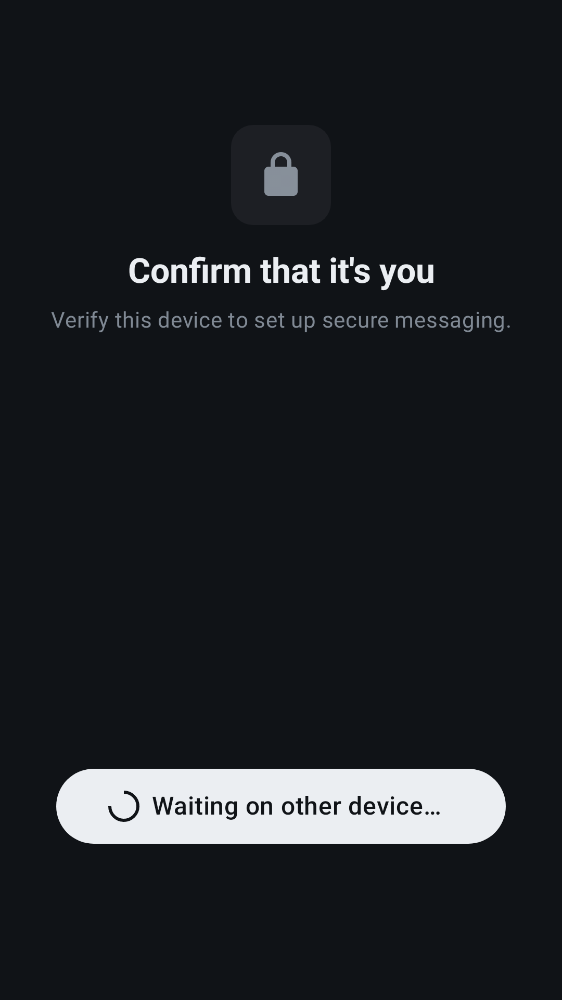 Confirm that it's you
Verify this device to set up secure messaging.
Waiting on other device…